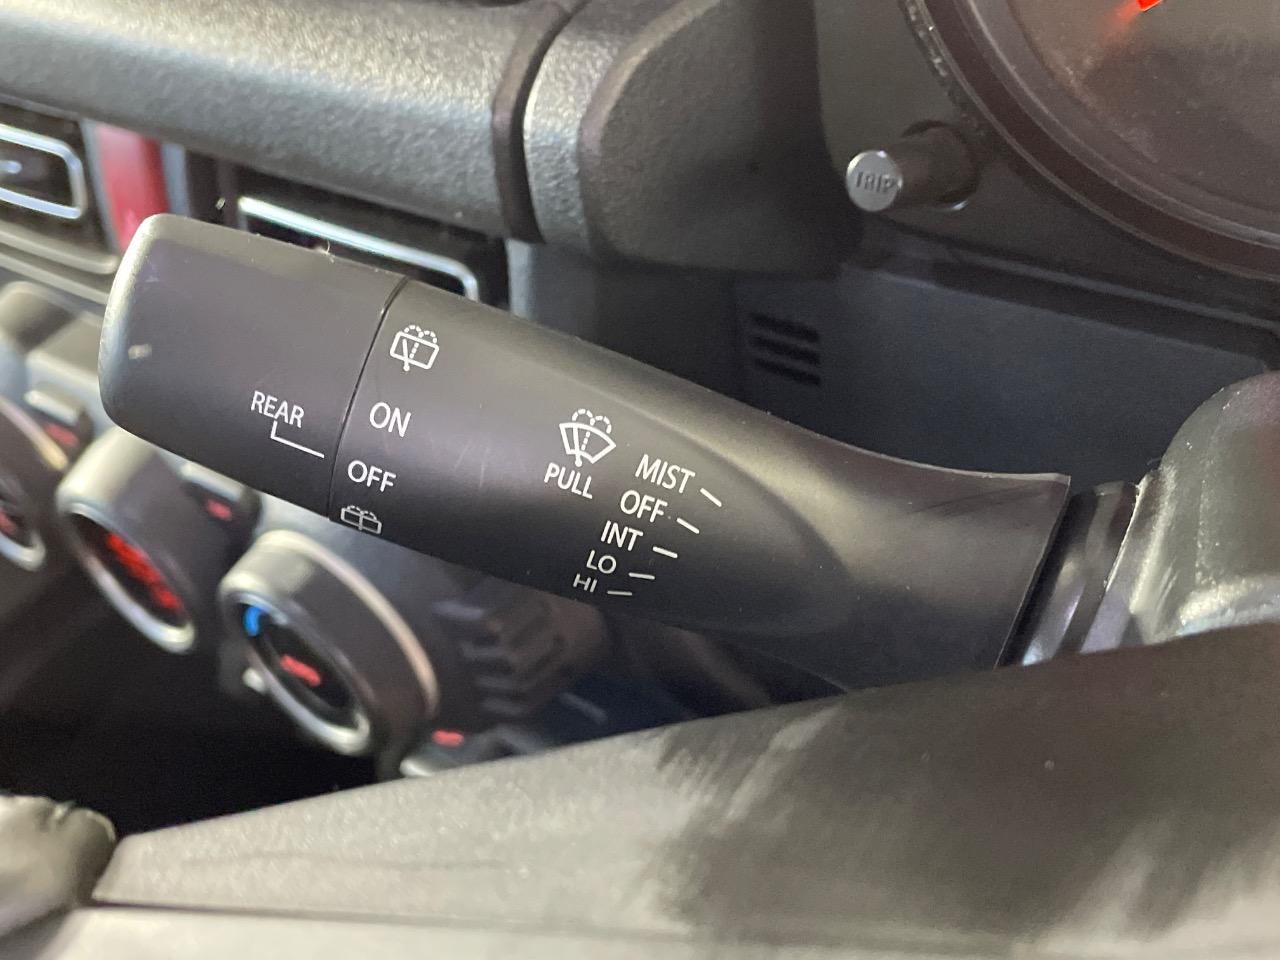 TRIP
REAR
ON
OFF
PULL
MIST
OFF
INT
LO
HI